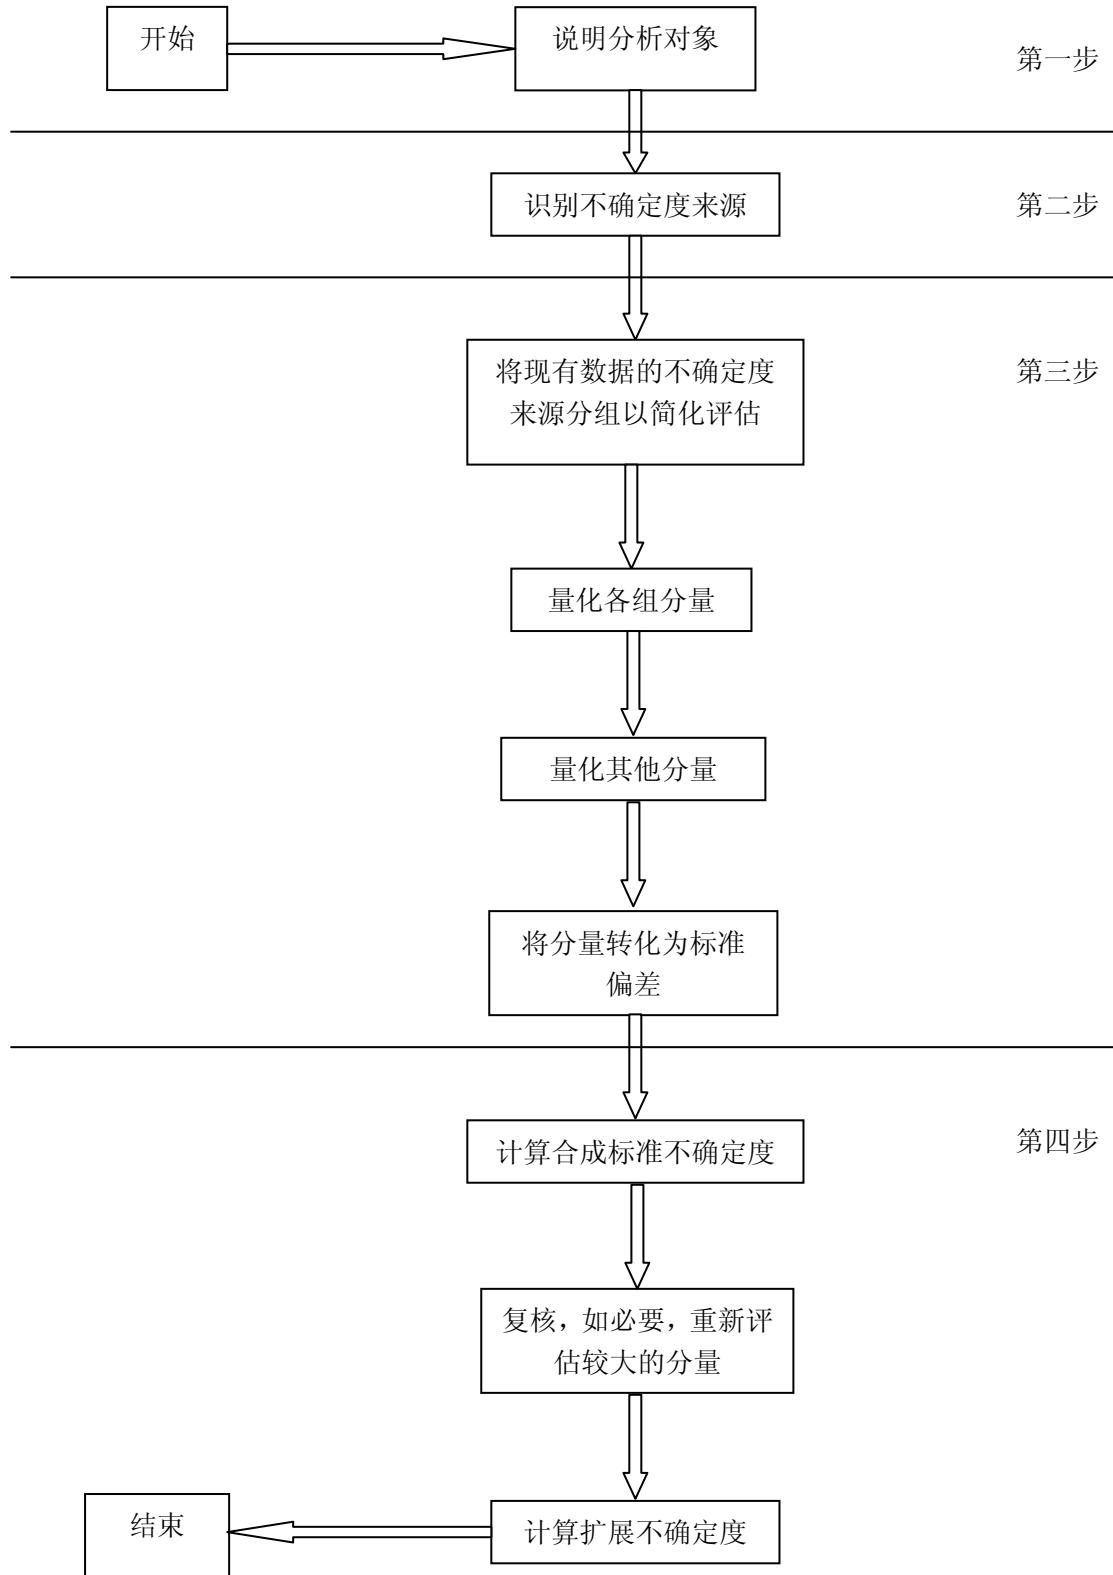 开始
说明分析对象
第一步
识别不确定度来源
第二步
将现有数据的不确定度
来源分组以简化评估
第三步
量化各组分量
量化其他分量
将分量转化为标准
偏差
计算合成标准不确定度
第四步
复核，如必要，重新评
估较大的分量
结束
计算扩展不确定度